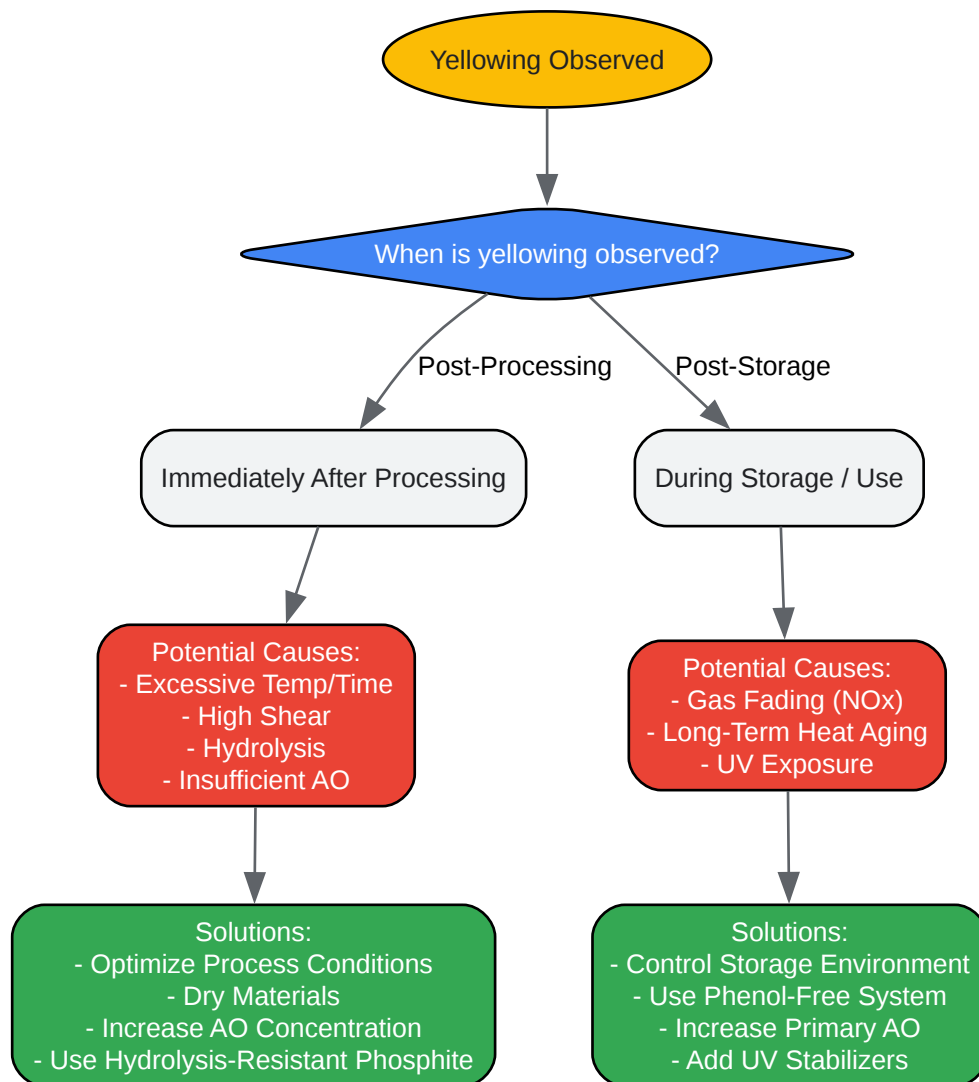 Yellowing Observed
When is yellowing observed?
Post-Processing
Post-Storage
Immediately After Processing
During Storage / Use
Potential Causes:
- Excessive Temp/Time
- High Shear
- Hydrolysis
- Insufficient AO
Potential Causes:
- Gas Fading (NOx)
- Long-Term Heat Aging
- UV Exposure
Solutions:
- Optimize Process Conditions
- Dry Materials
- Increase AO Concentration
- Use Hydrolysis-Resistant Phosphite
Solutions:
- Control Storage Environment
- Use Phenol-Free System
- Increase Primary AO
- Add UV Stabilizers